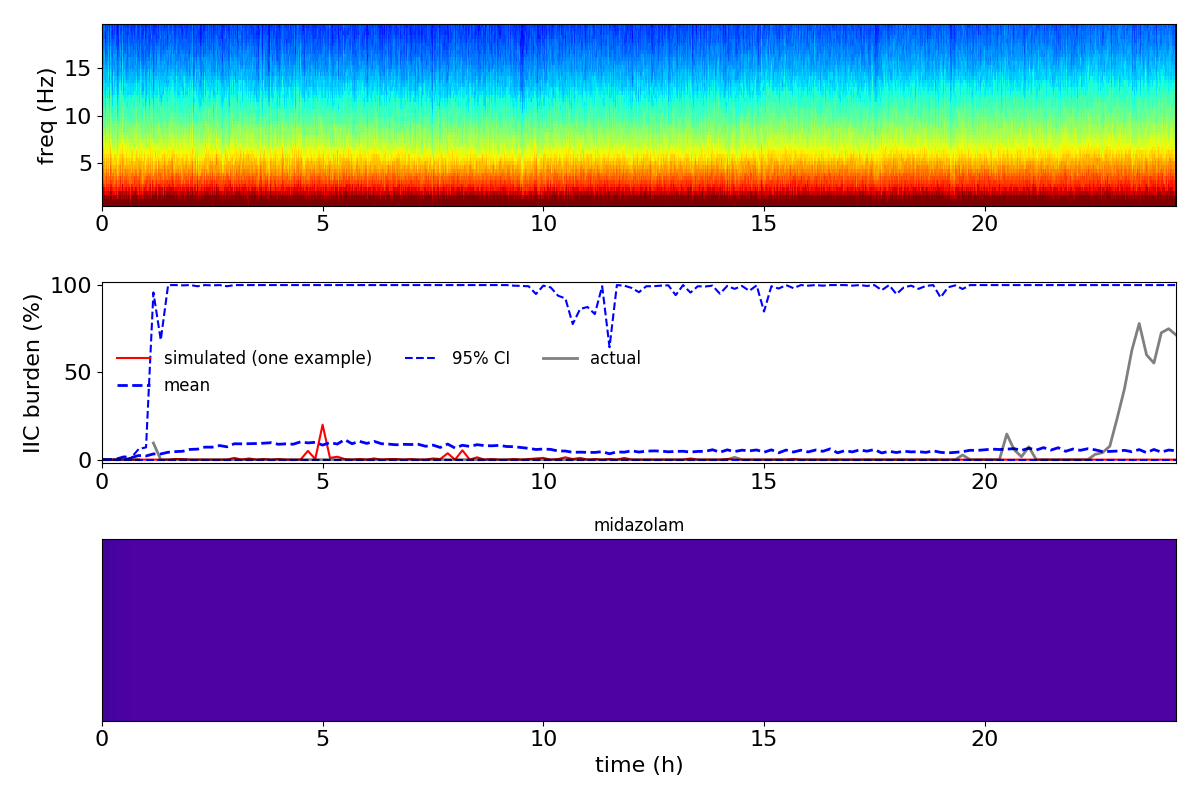 freq (Hz)
15
10
5
0 5 10 15 20
IIC burden (%)
100
50
0
simulated (one example) 95% CI actual
mean
0 5 10 15 20
midazolam
0 5 10 15 20
time (h)